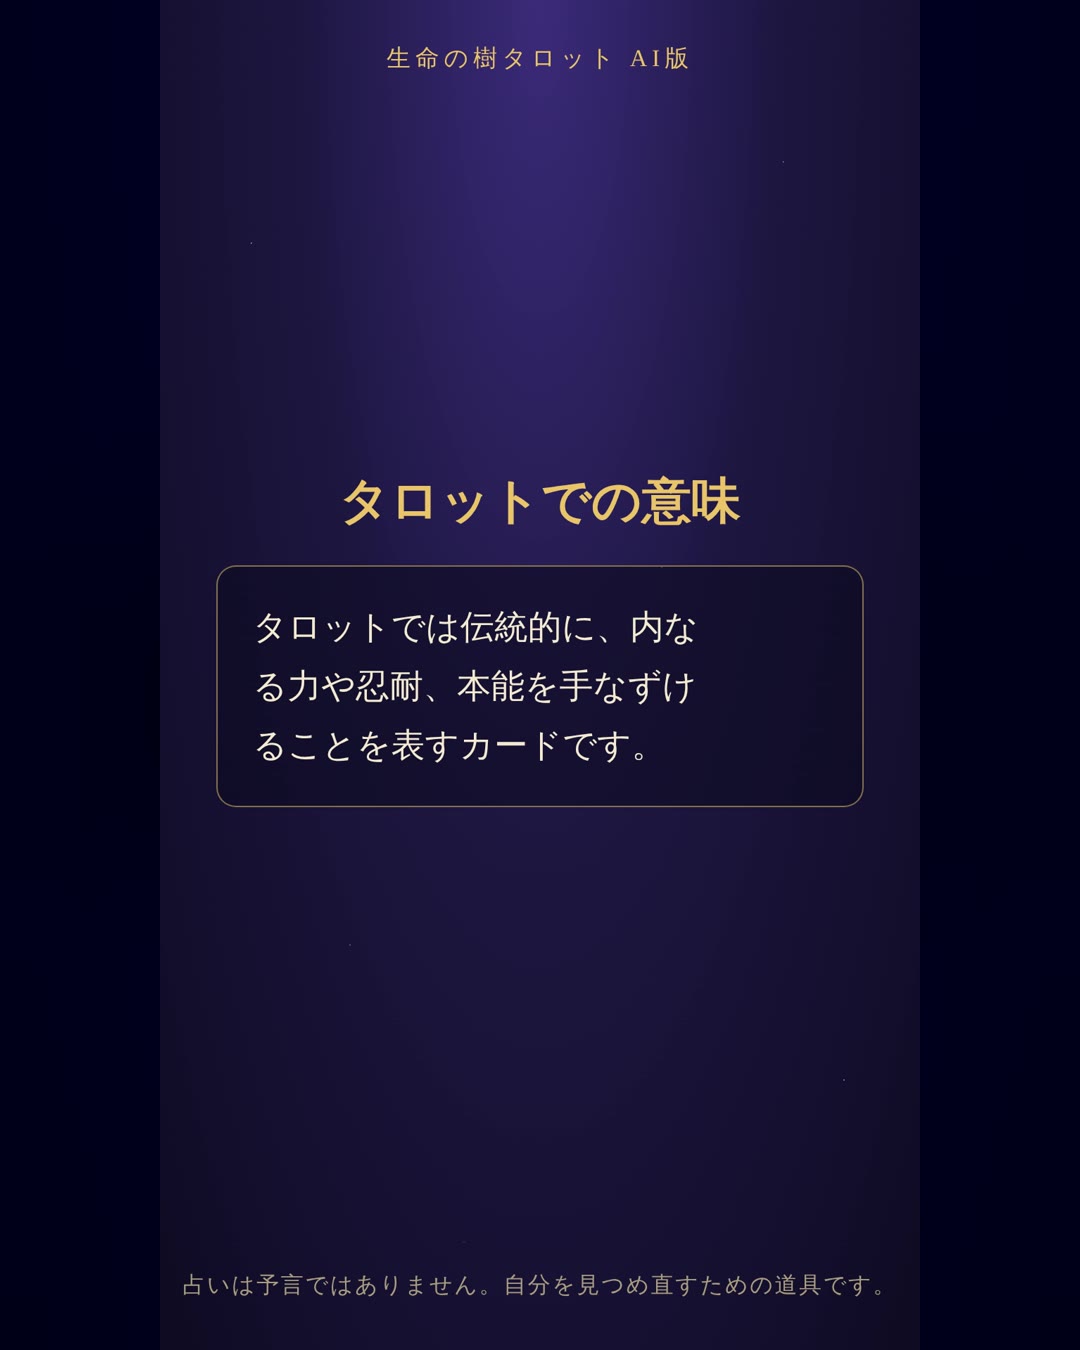 生命の樹タロット AI版
タロットでの意味
タロットでは伝統的に、内な
る力や忍耐、本能を手なずけ
ることを表すカードです。
占いは予言ではありません。自分を見つめ直すための道具です。